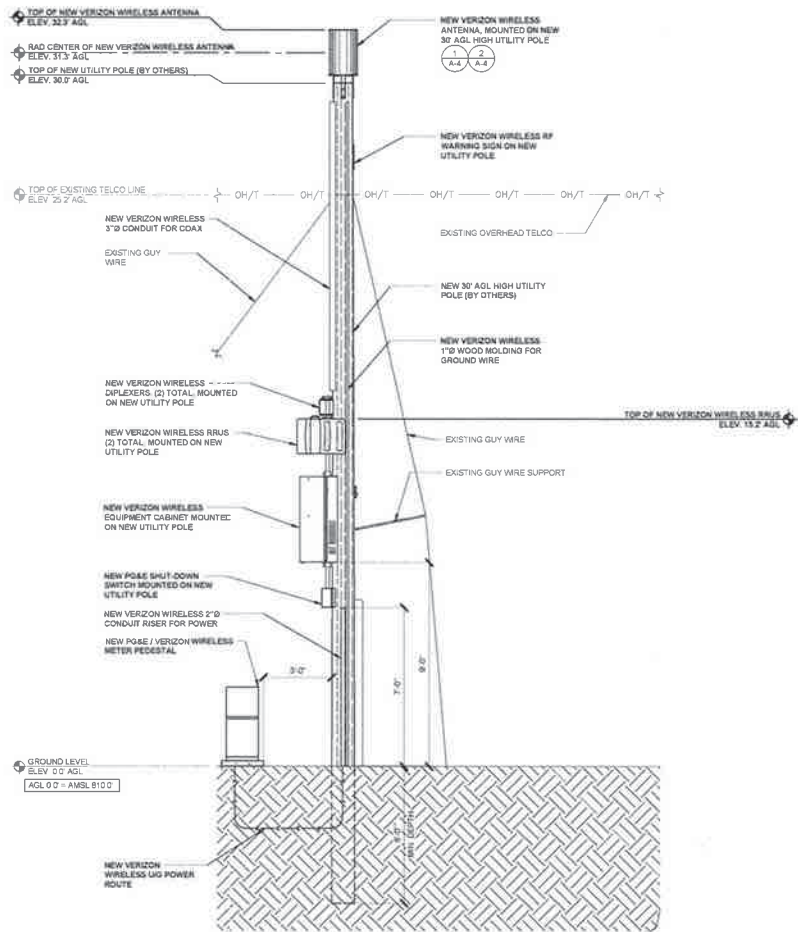 TOP OF NEW VERIZON WIRELESS ANTENNA
ELEV. 32.3' AGL
RAD CENTER OF NEW VERIZON WIRELESS ANTENNA
ELEV. 31.3' AGL
TOP OF NEW UTILITY POLE (BY OTHERS)
ELEV. 30.0' AGL
NEW VERIZON WIRELESS
ANTENNA, MOUNTED ON NEW
30' AGL HIGH UTILITY POLE
1 2
A-4 A-4
NEW VERIZON WIRELESS RF
WARNING SIGN ON NEW
UTILITY POLE
TOP OF EXISTING TELCO LINE
ELEV 25.2' AGL
OH/T OH/T OH/T OH/T OH/T OH/T OH/T
NEW VERIZON WIRELESS
3"Ø CONDUIT FOR COAX
EXISTING OVERHEAD TELCO
EXISTING GUY
WIRE
NEW 30' AGL HIGH UTILITY
POLE (BY OTHERS)
NEW VERIZON WIRELESS
1"Ø WOOD MOLDING FOR
GROUND WIRE
NEW VERIZON WIRELESS
DIPLEXERS (2) TOTAL, MOUNTED
ON NEW UTILITY POLE
TOP OF NEW VERIZON WIRELESS RRUS
ELEV. 15.2' AGL
NEW VERIZON WIRELESS RRUS
(2) TOTAL, MOUNTED ON NEW
UTILITY POLE
EXISTING GUY WIRE
EXISTING GUY WIRE SUPPORT
NEW VERIZON WIRELESS
EQUIPMENT CABINET MOUNTED
ON NEW UTILITY POLE
NEW PG&E SHUT-DOWN
SWITCH MOUNTED ON NEW
UTILITY POLE
NEW VERIZON WIRELESS 2"Ø
CONDUIT RISER FOR POWER
NEW PG&E / VERIZON WIRELESS
METER PEDESTAL
3'-0"
7'-0"
9'-0"
GROUND LEVEL
ELEV 0.0' AGL
AGL 0.0' = AMSL 810.0'
MIN. DEPTH
NEW VERIZON
WIRELESS U/G POWER
ROUTE